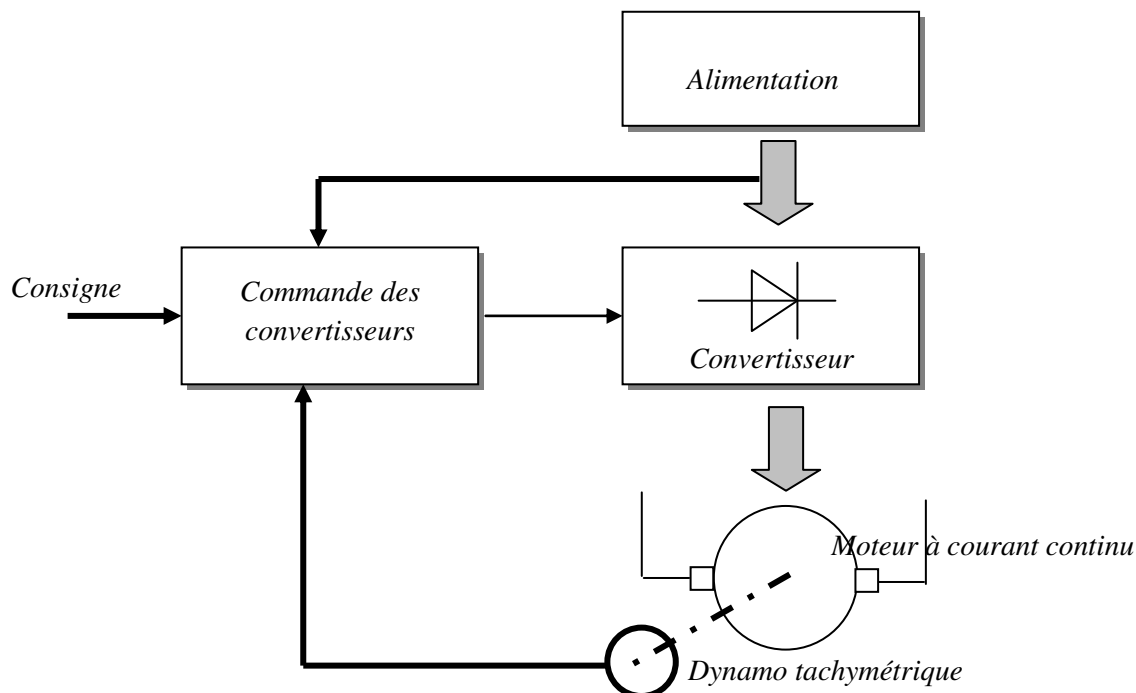 Alimentation
Consigne
Commande des
convertisseurs
Convertisseur
Moteur à courant continu
Dynamo tachymétrique